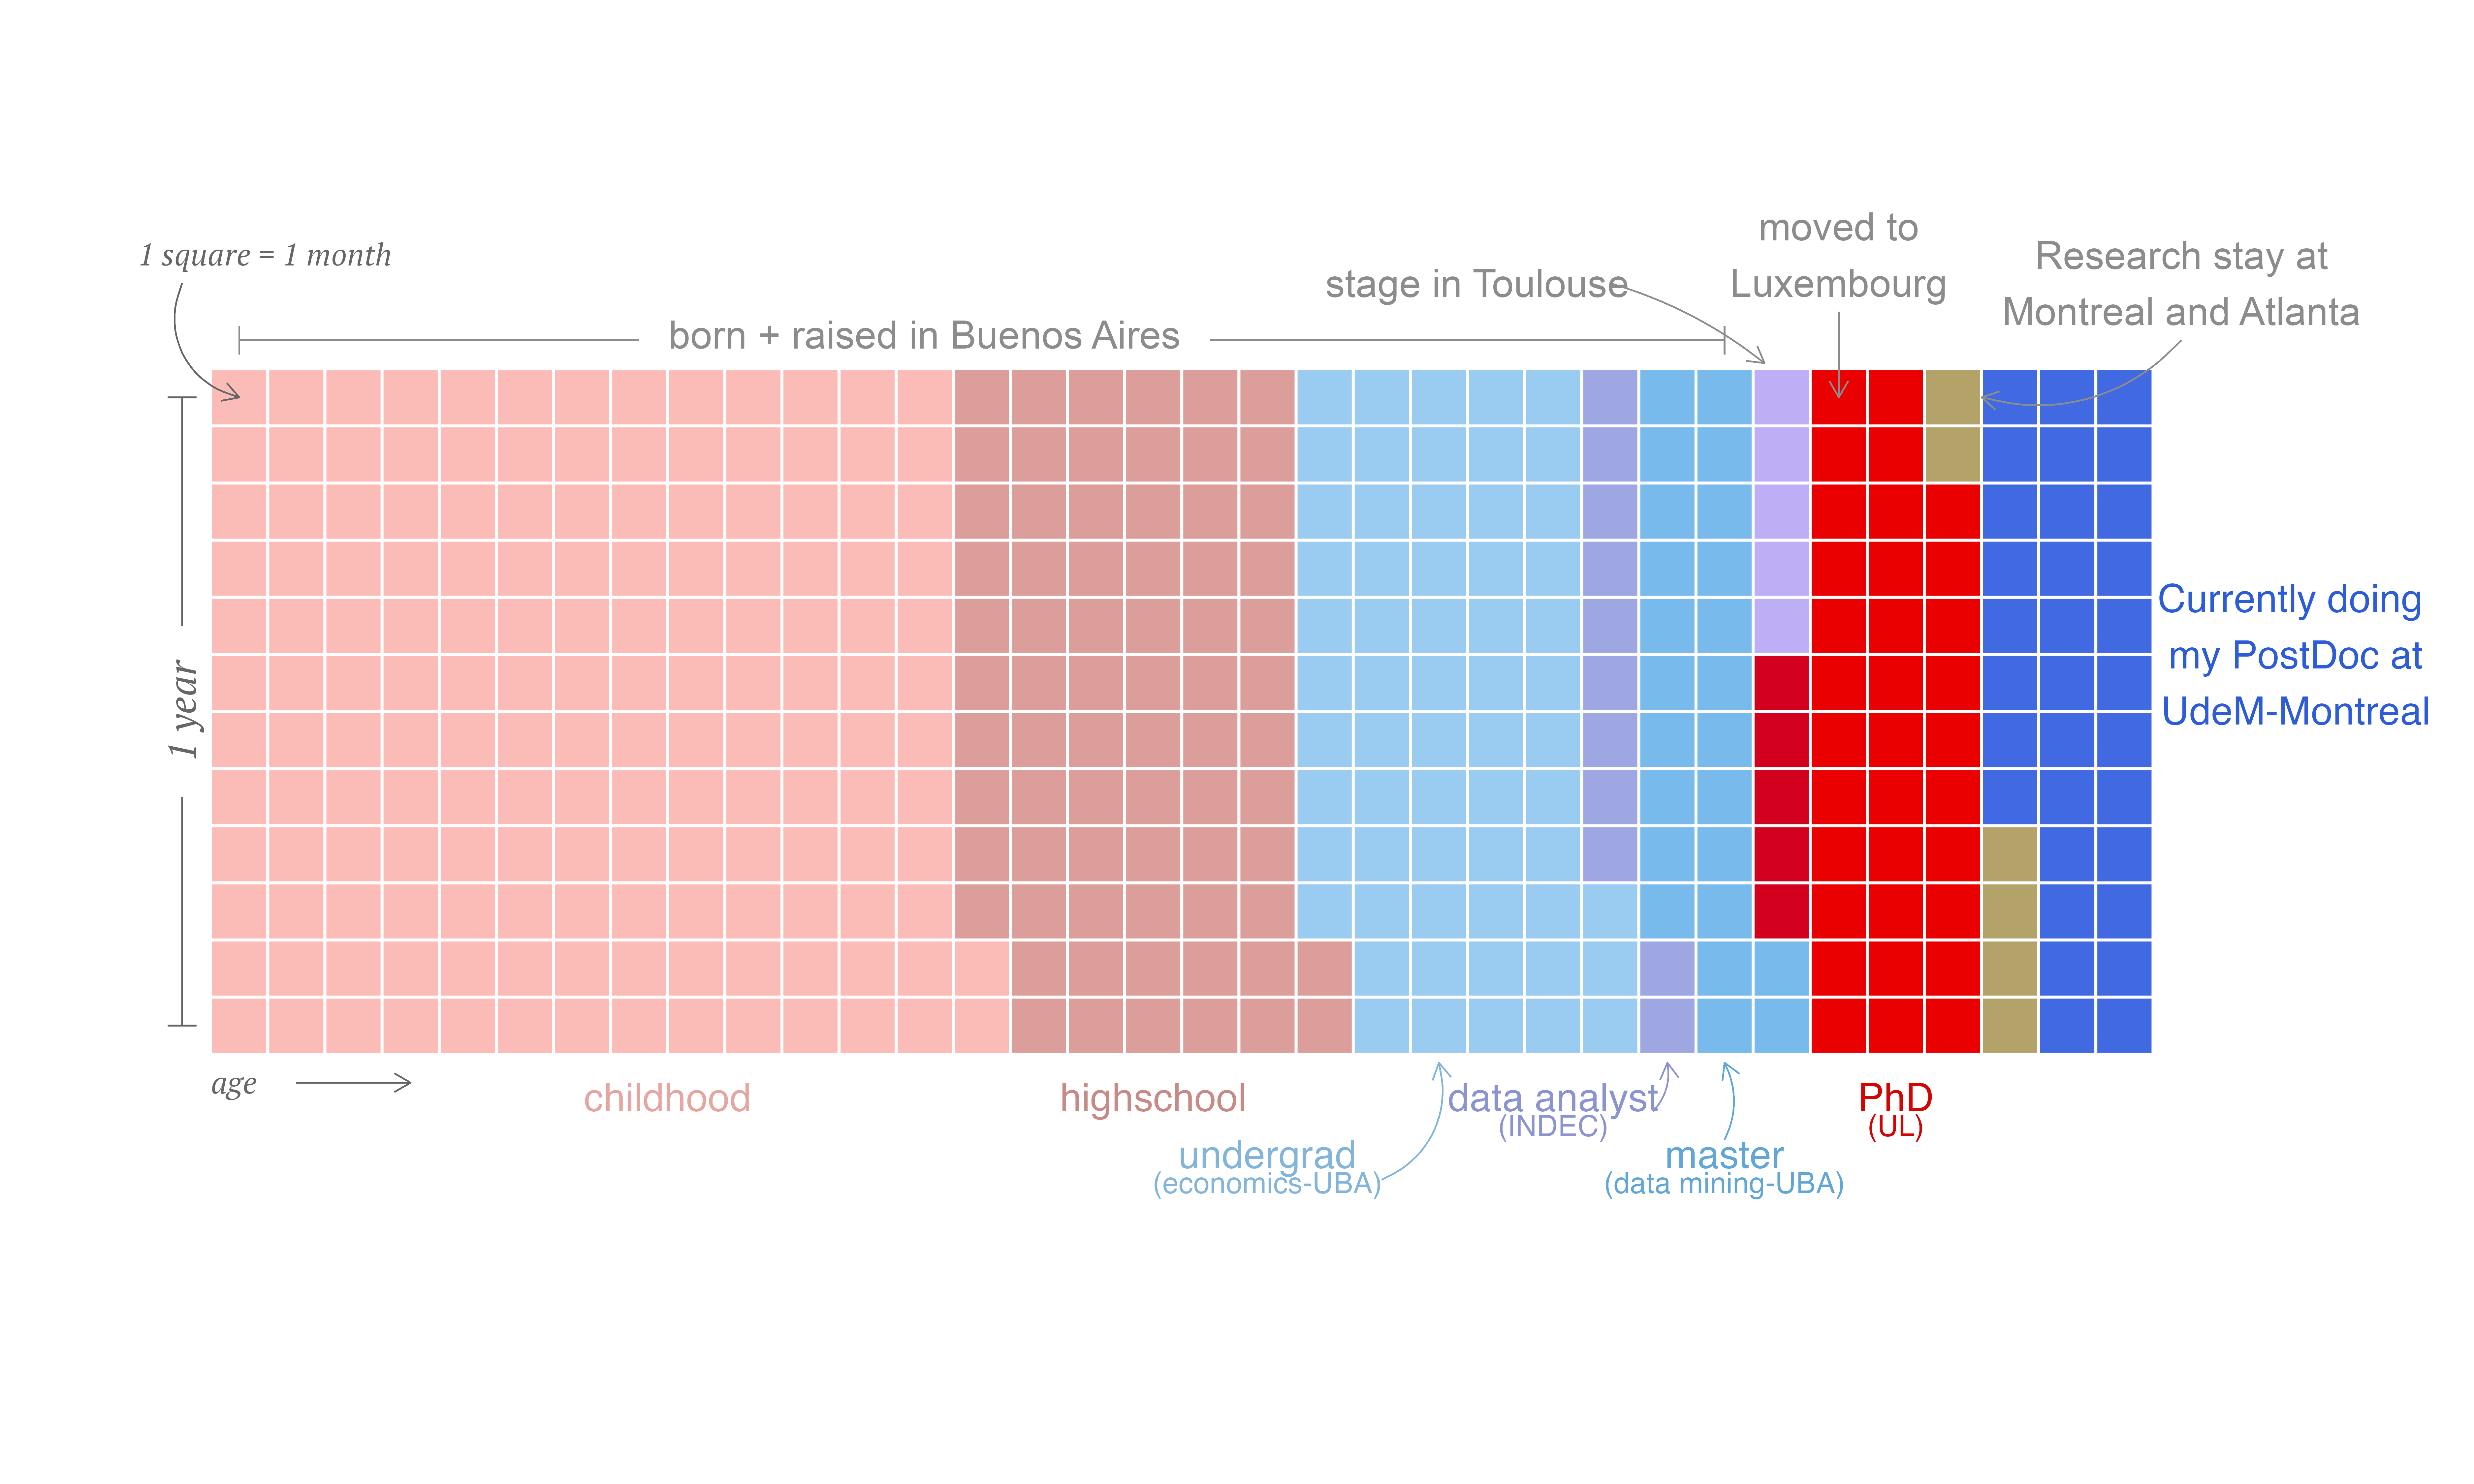 moved to
Luxembourg
1 square = 1 month
stage in Toulouse
Research stay at
Montreal and Atlanta
born + raised in Buenos Aires
1 year
Currently doing
my PostDoc at
UdeM-Montreal
age
childhood
highschool
data analyst
(INDEC)
PhD
(UL)
undergrad
(economics-UBA)
master
(data mining-UBA)